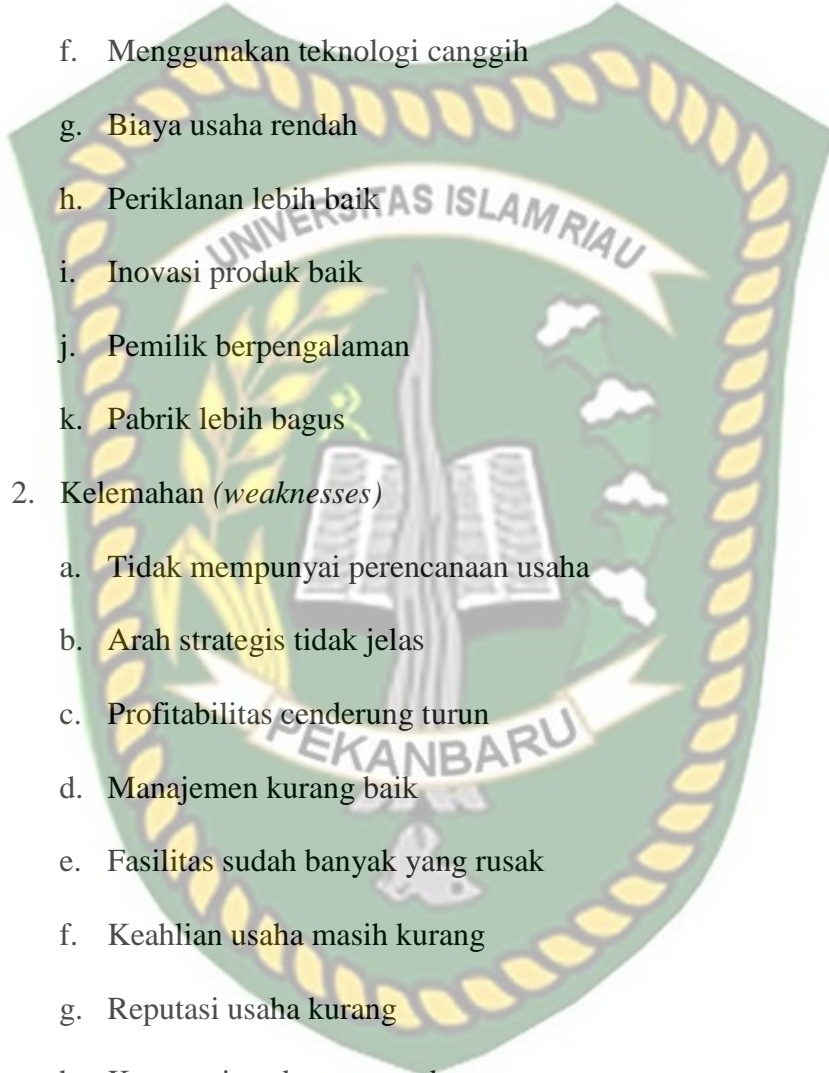 f. Menggunakan teknologi canggih
g. Biaya usaha rendah
h. Periklanan lebih baik
UNIVERSITAS ISLAM RIAU
i. Inovasi produk baik
j. Pemilik berpengalaman
k. Pabrik lebih bagus
2. Kelemahan (weaknesses)
a. Tidak mempunyai perencanaan usaha
b. Arah strategis tidak jelas
c. Profitabilitas cenderung turun
PEKANBARU
d. Manajemen kurang baik
e. Fasilitas sudah banyak yang rusak
f. Keahlian usaha masih kurang
g. Reputasi usaha kurang